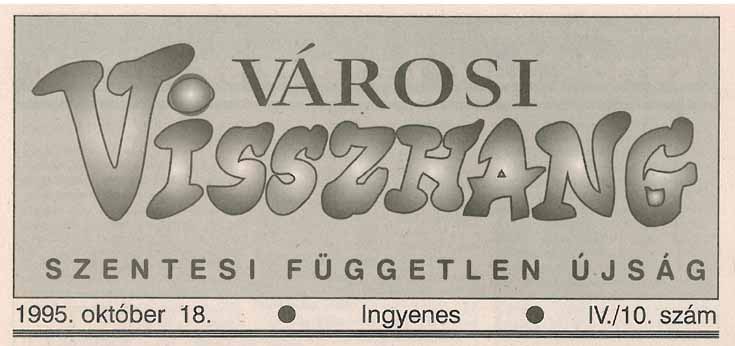 VÁROSI
VISSZHANG
SZENTESI FÜGGETLEN ÚJSÁG
1995. október 18. ● Ingyenes ● IV./10. szám